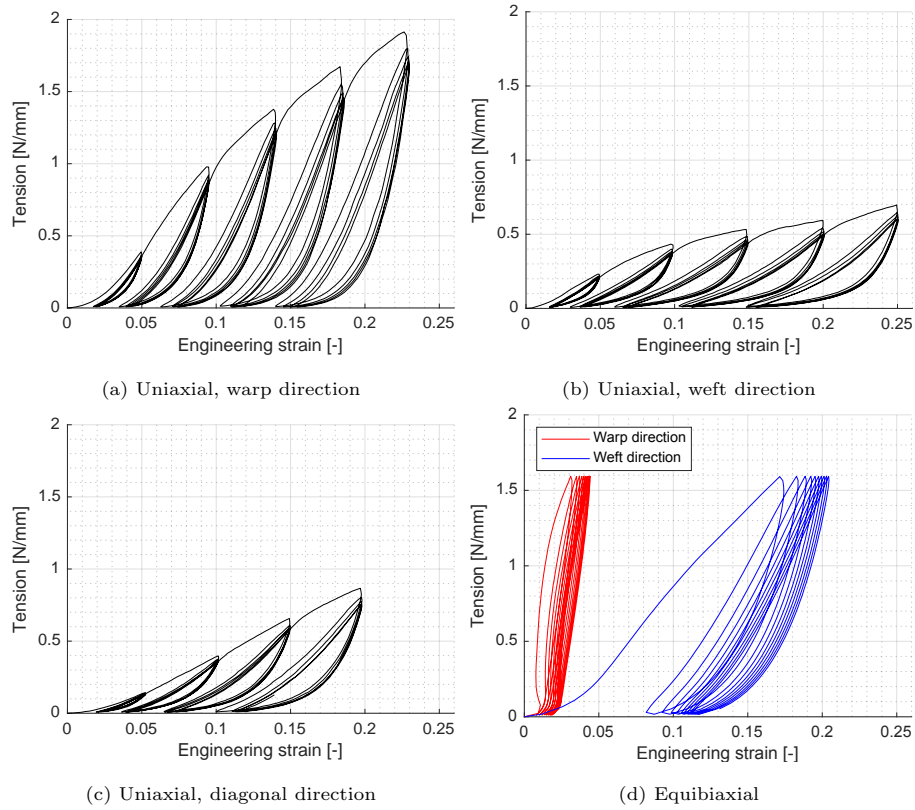 2
1.5
1
0.5
0
0 0.05 0.1 0.15 0.2 0.25
Tension [N/mm]
Engineering strain [-]
(a) Uniaxial, warp direction
2
1.5
1
0.5
0
0 0.05 0.1 0.15 0.2 0.25
Tension [N/mm]
Engineering strain [-]
(b) Uniaxial, weft direction
2
1.5
1
0.5
0
0 0.05 0.1 0.15 0.2 0.25
Tension [N/mm]
Engineering strain [-]
(c) Uniaxial, diagonal direction
Warp direction
Weft direction
2
1.5
1
0.5
0
0 0.05 0.1 0.15 0.2 0.25
Tension [N/mm]
Engineering strain [-]
(d) Equibiaxial